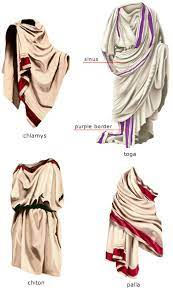 sinus
purple border
chlamys
toga
chiton
palla